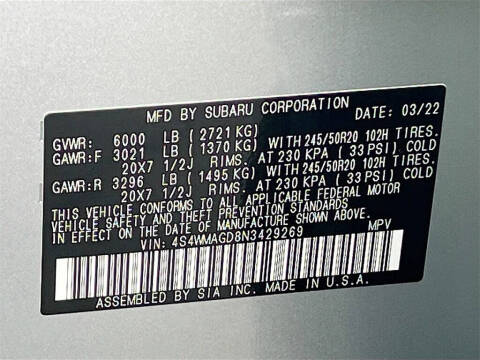 MFD BY SUBARU CORPORATION DATE: 03/22
GVWR: 6000 LB ( 2721 KG)
GAWR:F 3021 LB ( 1370 KG) WITH 245/50R20 102H TIRES.
20X7 1/2J RIMS. AT 230 KPA ( 33 PSI) COLD
GAWR:R 3296 LB ( 1495 KG) WITH 245/50R20 102H TIRES.
20X7 1/2J RIMS. AT 230 KPA ( 33 PSI) COLD
THIS VEHICLE CONFORMS TO ALL APPLICABLE FEDERAL MOTOR
VEHICLE SAFETY AND THEFT PREVENTION STANDARDS
IN EFFECT ON THE DATE OF MANUFACTURE SHOWN ABOVE.
VIN: 4S4WMAGD8N3429269 MPV
ASSEMBLED BY SIA INC. MADE IN U.S.A.